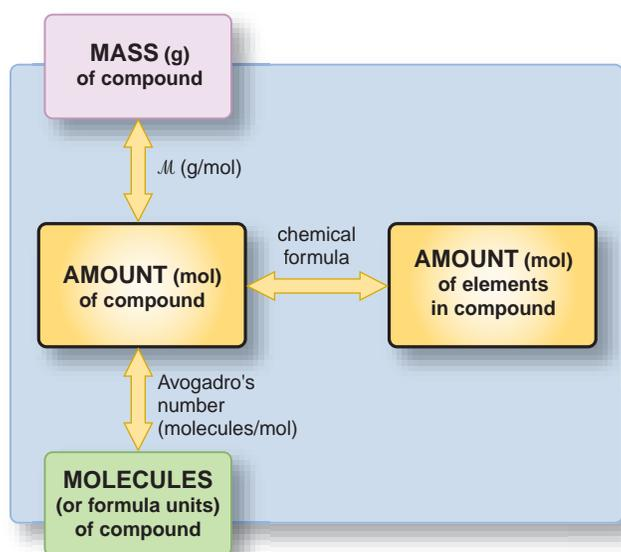 MASS (g)
of compound
ℳ (g/mol)
AMOUNT (mol)
of compound
chemical
formula
AMOUNT (mol)
of elements
in compound
Avogadro's
number
(molecules/mol)
MOLECULES
(or formula units)
of compound